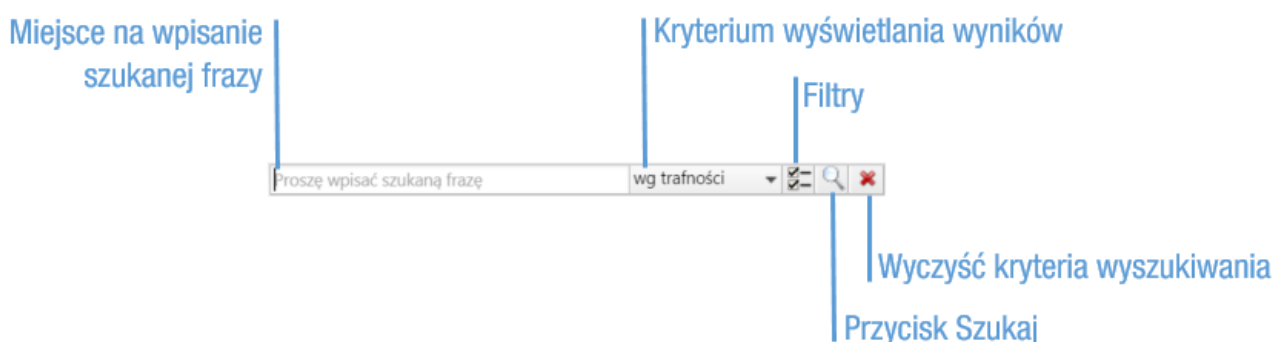 Miejsce na wpisanie
szukanej frazy
Kryterium wyświetlania wyników
Filtry
Proszę wpisać szukaną frazę
wg trafności
Wyczyść kryteria wyszukiwania
Przycisk Szukaj